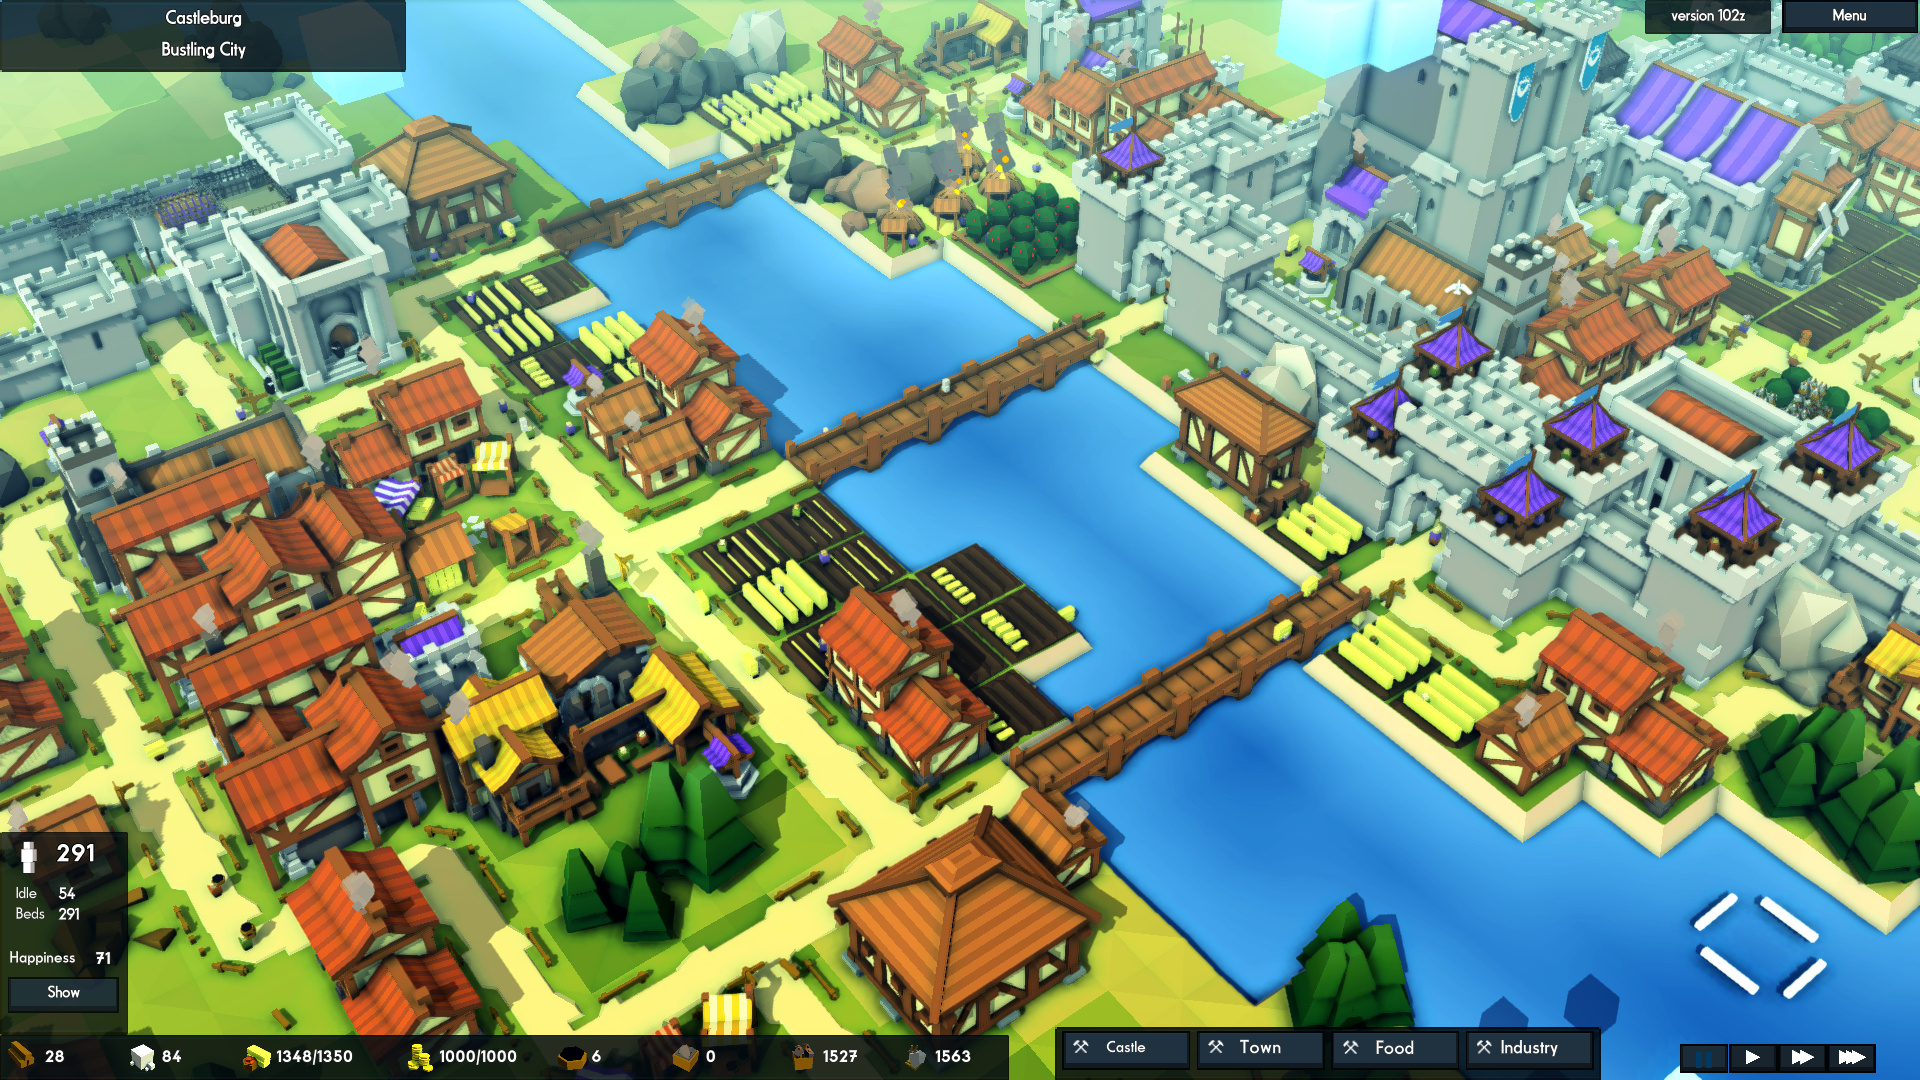 Castleburg
Bustling City
version 102z
Menu
291
Idle 54
Beds 291
Happiness 71
Show
28 84 1348/1350 1000/1000 6 0 1527 1563
Castle Town Food Industry